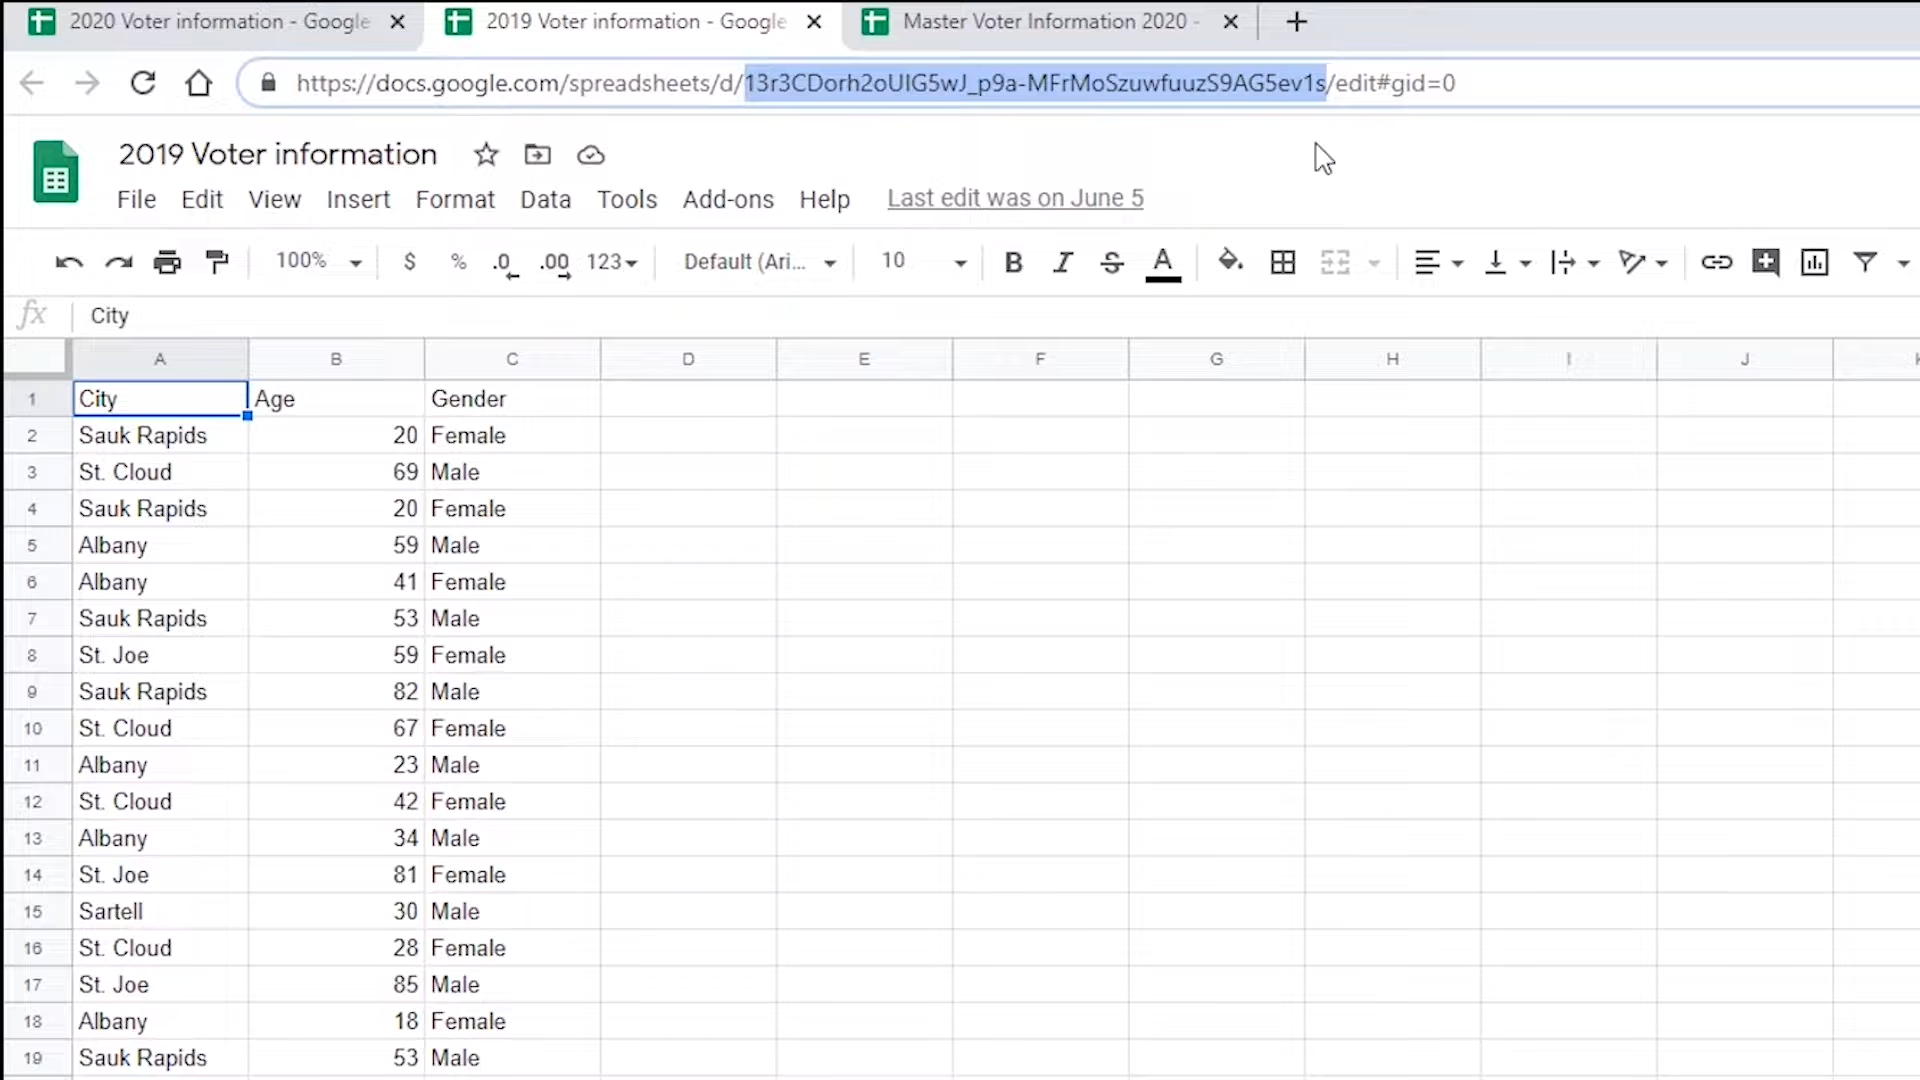 2020 Voter information - Google
2019 Voter information - Google
Master Voter Information 2020 -
https://docs.google.com/spreadsheets/d/13r3CDorh2oUIG5wJ_p9a-MFrMoSzuwfuuzS9AG5ev1s/edit#gid=0
2019 Voter information
File Edit View Insert Format Data Tools Add-ons Help Last edit was on June 5
100% $ % .0 .00 123 Default (Ari... 10 B I S A
fx City
A B C D E F G H I J
1 City Age Gender
2 Sauk Rapids 20 Female
3 St. Cloud 69 Male
4 Sauk Rapids 20 Female
5 Albany 59 Male
6 Albany 41 Female
7 Sauk Rapids 53 Male
8 St. Joe 59 Female
9 Sauk Rapids 82 Male
10 St. Cloud 67 Female
11 Albany 23 Male
12 St. Cloud 42 Female
13 Albany 34 Male
14 St. Joe 81 Female
15 Sartell 30 Male
16 St. Cloud 28 Female
17 St. Joe 85 Male
18 Albany 18 Female
19 Sauk Rapids 53 Male